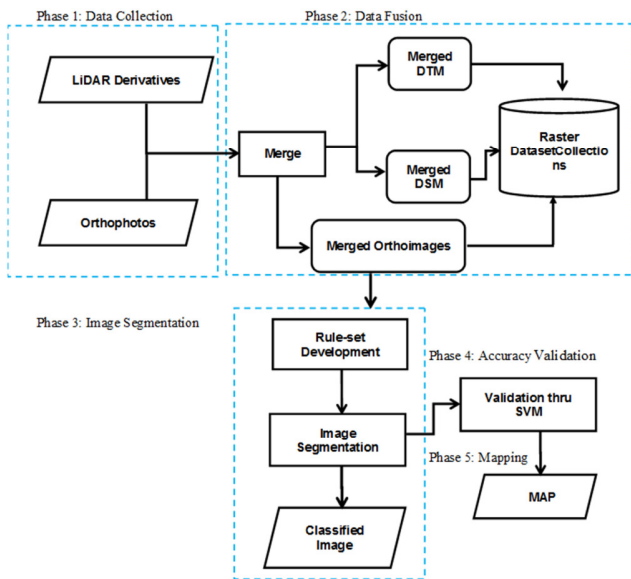 Phase 1: Data Collection
Phase 2: Data Fusion
LiDAR Derivatives
Orthophotos
Merge
Merged
DTM
Merged
DSM
Merged Orthoimages
Raster
DatasetCollectio
ns
Phase 3: Image Segmentation
Rule-set
Development
Image
Segmentation
Classified
Image
Phase 4: Accuracy Validation
Validation thru
SVM
Phase 5: Mapping
MAP